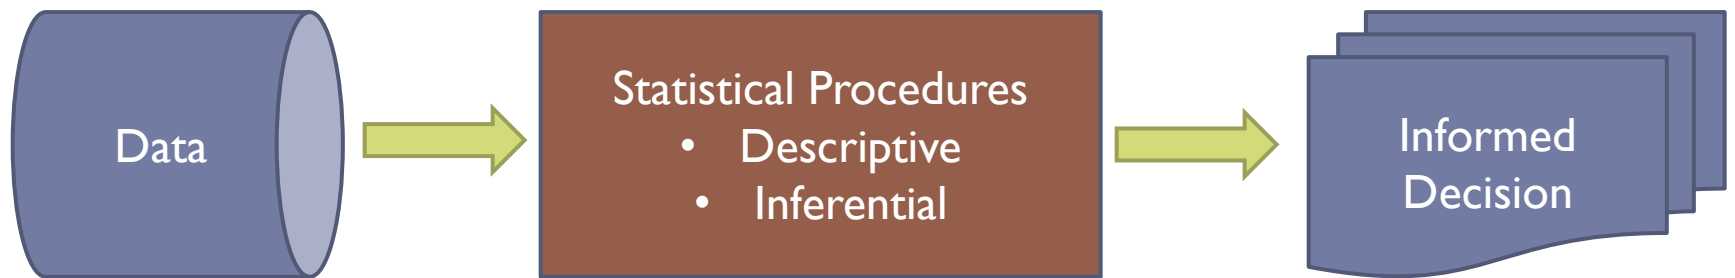 Data
Statistical Procedures
• Descriptive
• Inferential
Informed
Decision